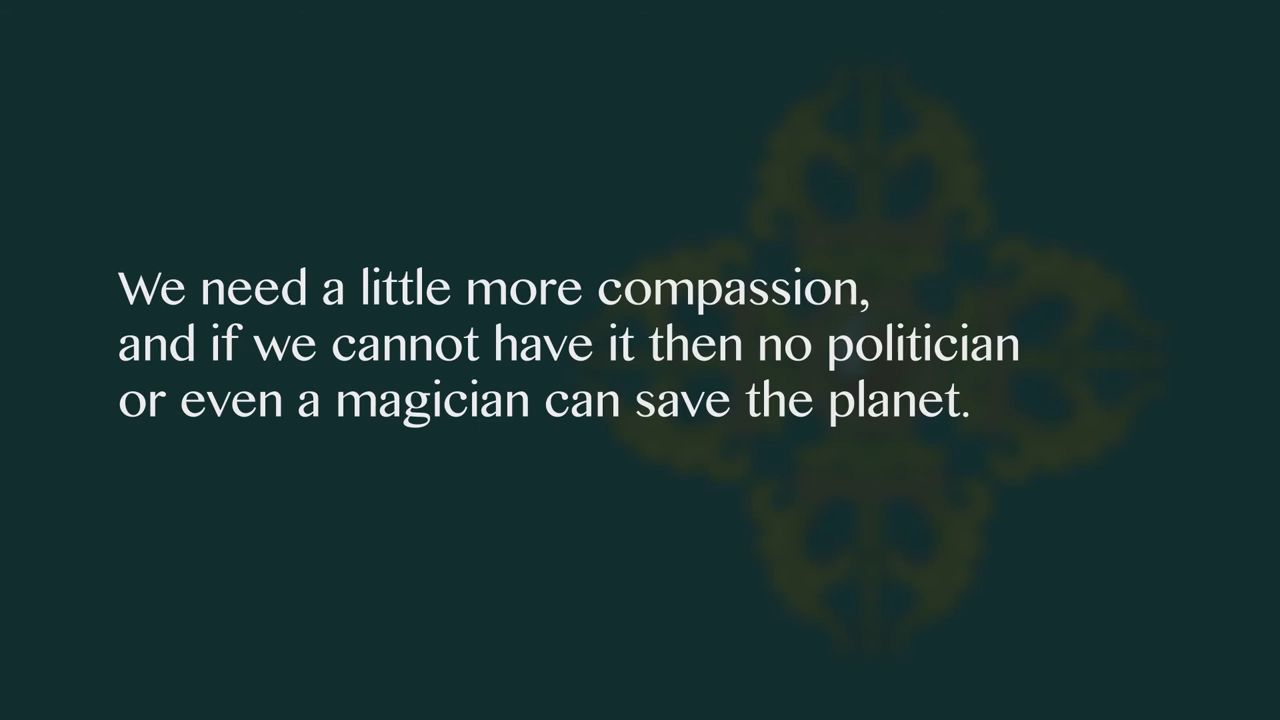 We need a little more compassion,
and if we cannot have it then no politician
or even a magician can save the planet.